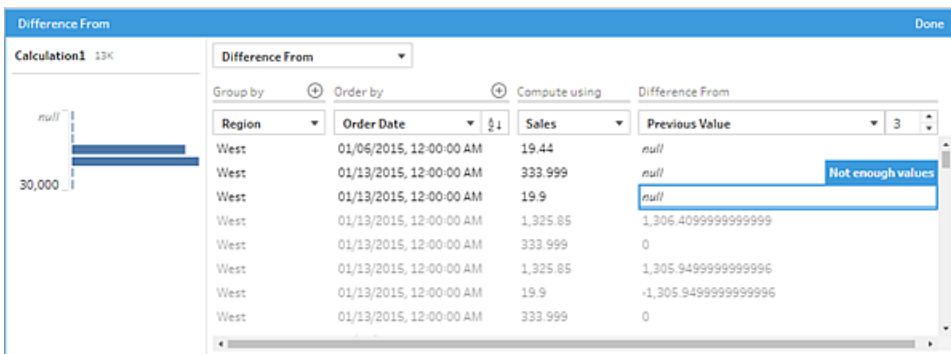 Difference From Done
Calculation1 13K
Difference From
Group by Order by Compute using Difference From
null
Region Order Date Sales Previous Value 3
West 01/06/2015, 12:00:00 AM 19.44 null
West 01/13/2015, 12:00:00 AM 333.999 null Not enough values
30,000
West 01/13/2015, 12:00:00 AM 19.9 null
West 01/13/2015, 12:00:00 AM 1,325.85 1,306.4099999999999
West 01/13/2015, 12:00:00 AM 333.999 0
West 01/13/2015, 12:00:00 AM 1,325.85 1,305.9499999999996
West 01/13/2015, 12:00:00 AM 19.9 -1,305.9499999999996
West 01/13/2015, 12:00:00 AM 333.999 0